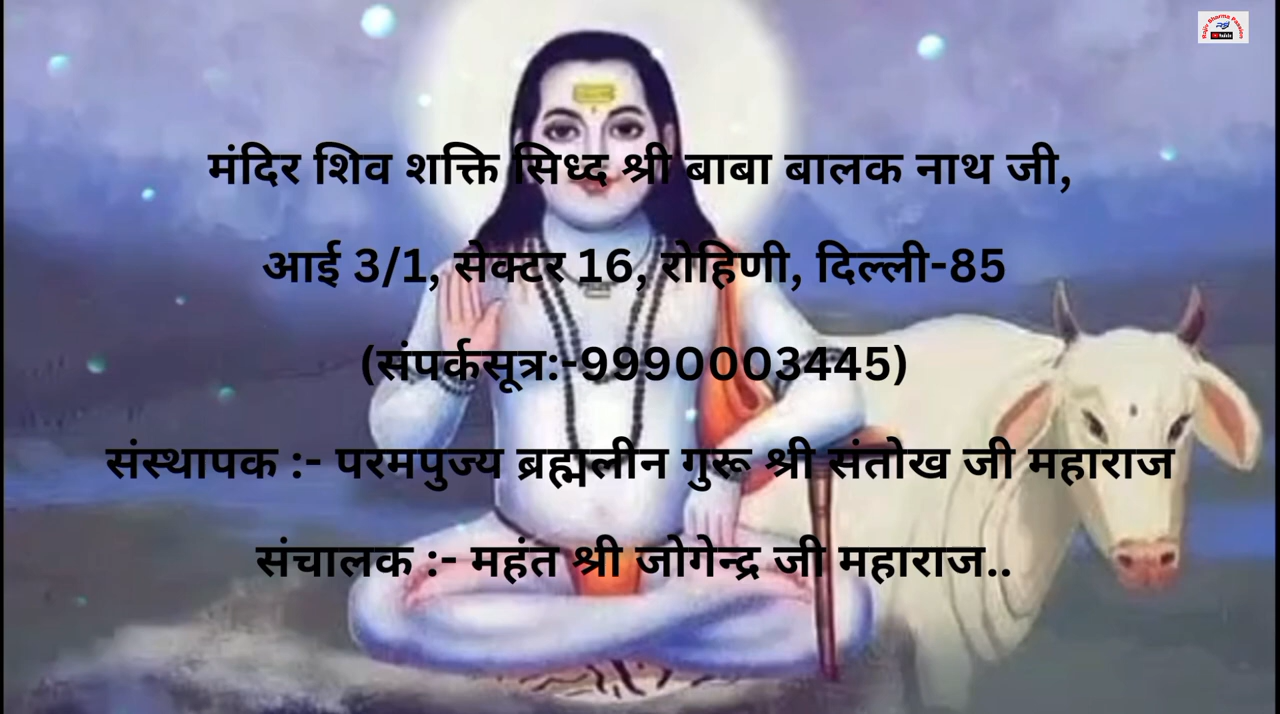 मंदिर शिव शक्ति सिध्द श्री बाबा बालक नाथ जी,
आई 3/1, सेक्टर 16, रोहिणी, दिल्ली-85
(संपर्कसूत्र:-9990003445)
संस्थापक :- परमपुज्य ब्रह्मलीन गुरू श्री संतोख जी महाराज
संचालक :- महंत श्री जोगेन्द्र जी महाराज..